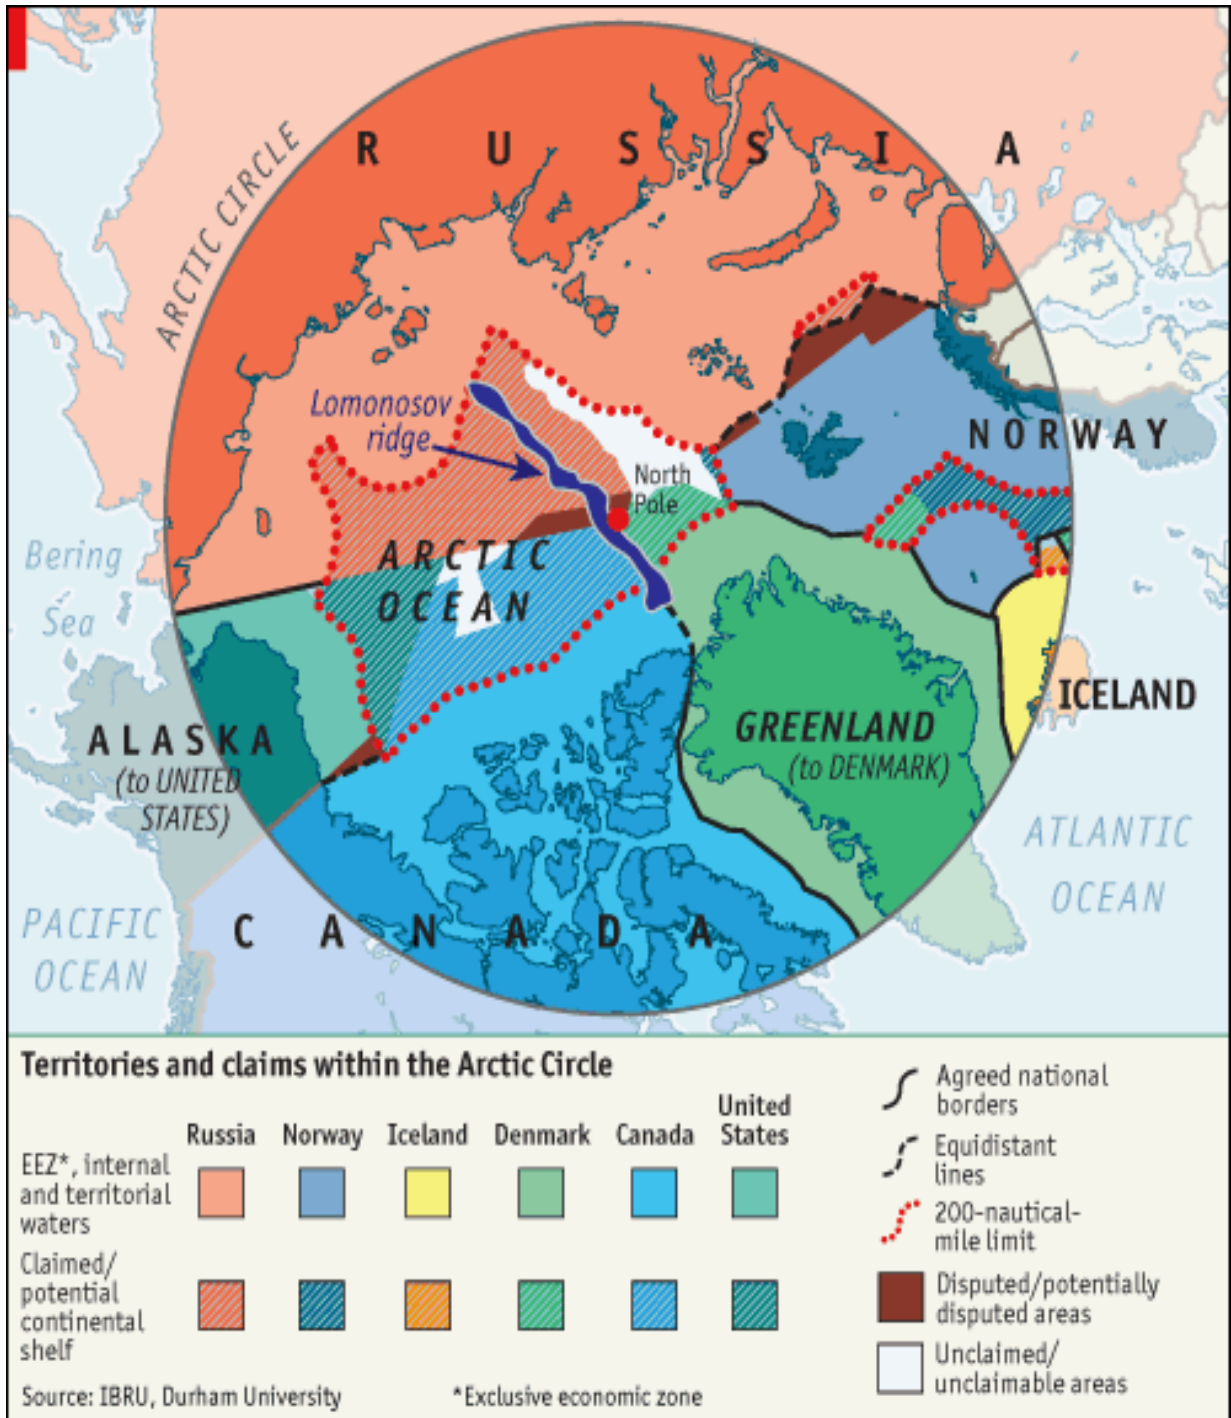 RUSSIA
ARCTIC CIRCLE
Lomonosov
ridge
NORWAY
North
Pole
ARCTIC
OCEAN
Bering
Sea
ICELAND
ALASKA
(to UNITED
STATES)
GREENLAND
(to DENMARK)
ATLANTIC
OCEAN
PACIFIC
OCEAN
CANADA
Territories and claims within the Arctic Circle
Russia Norway Iceland Denmark Canada United
States
EEZ*, internal
and territorial
waters
Claimed/
potential
continental
shelf
Agreed national
borders
Equidistant
lines
200-nautical-
mile limit
Disputed/potentially
disputed areas
Unclaimed/
unclaimable areas
Source: IBRU, Durham University
*Exclusive economic zone